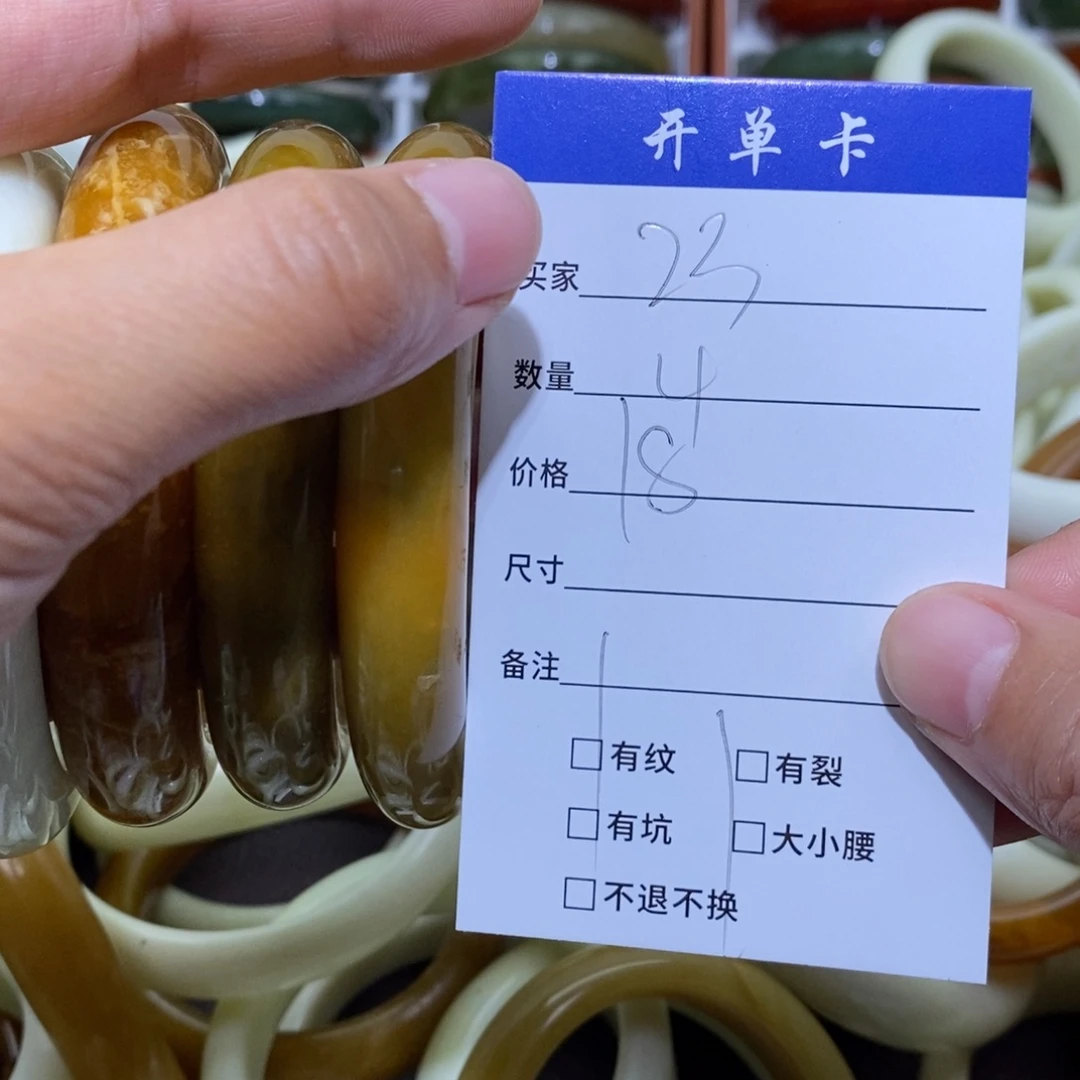 开单卡
买家 23
数量 4
价格 18
尺寸
备注
□有纹 □有裂
□有坑 □大小腰
□不退不换